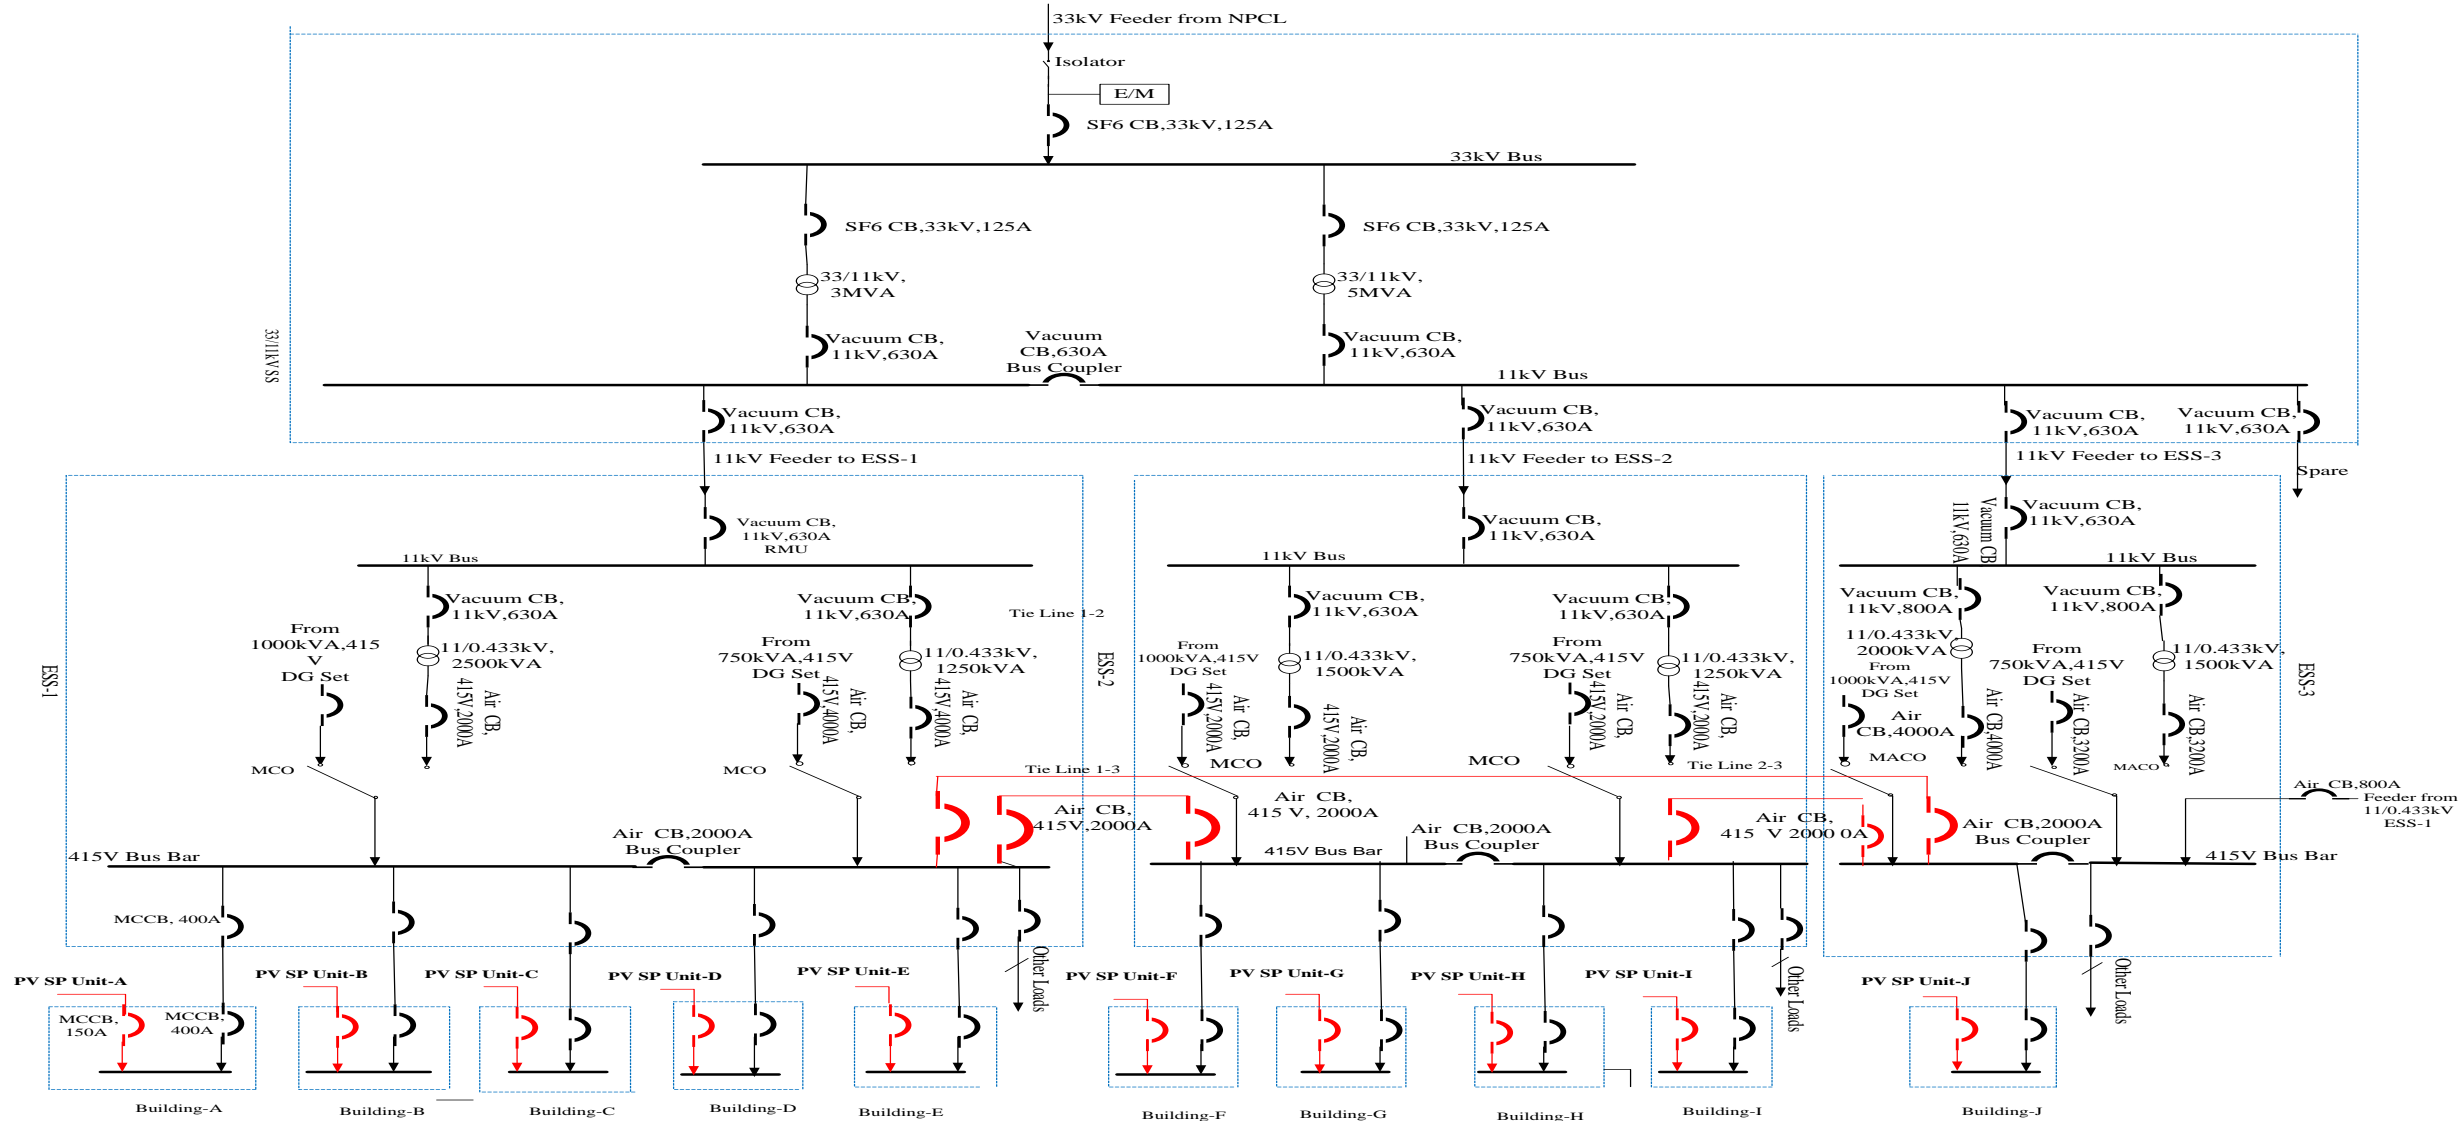 33kV Feeder from NPCL
Isolator
E/M
SF6 CB,33kV,125A
33kV Bus
SF6 CB,33kV,125A
SF6 CB,33kV,125A
33/11kV,
3MVA
33/11kV,
5MVA
33/11kV SS
Vacuum CB,
11kV,630A
Vacuum
CB,630A
Bus Coupler
Vacuum CB,
11kV,630A
11kV Bus
Vacuum CB,
11kV,630A
Vacuum CB,
11kV,630A
Vacuum CB,
11kV,630A
Vacuum CB,
11kV,630A
11kV Feeder to ESS-1
11kV Feeder to ESS-2
11kV Feeder to ESS-3
Spare
ESS-1
Vacuum CB,
11kV,630A
RMU
11kV Bus
Vacuum CB,
11kV,630A
Vacuum CB,
11kV,630A
Tie Line 1-2
From
1000kVA,415
V
DG Set
11/0.433kV,
2500kVA
Air CB,
415V,2000A
From
750kVA,415V
DG Set
Air CB,
415V,4000A
11/0.433kV,
1250kVA
Air CB,
415V,4000A
MCO
MCO
Tie Line 1-3
Air CB,
415V,2000A
Air CB,2000A
Bus Coupler
415V Bus Bar
MCCB, 400A
Other Loads
ESS-2
Vacuum CB,
11kV,630A
11kV Bus
Vacuum CB,
11kV,630A
Vacuum CB,
11kV,630A
From
1000kVA,415V
DG Set
Air CB,
415V,2000A
11/0.433kV,
1500kVA
Air CB,
415V,2000A
From
750kVA,415V
DG Set
Air CB,
415V,2000A
11/0.433kV,
1250kVA
Air CB,
415V,2000A
MCO
MCO
Tie Line 2-3
Air CB,
415 V, 2000A
Air CB,2000A
Bus Coupler
415V Bus Bar
Air CB,
415 V 2000 0A
Other Loads
ESS-3
Vacuum CB
11kV,630A
Vacuum CB,
11kV,630A
11kV Bus
Vacuum CB,
11kV,800A
Vacuum CB,
11kV,800A
11/0.433kV,
2000kVA
From
1000kVA,415V
DG Set
Air
CB,4000A
Air CB,4000A
From
750kVA,415V
DG Set
Air CB,3200A
11/0.433kV,
1500kVA
Air CB,3200A
MACO
MACO
Air CB,800A
Feeder from
11/0.433kV
ESS-1
Air CB,2000A
Bus Coupler
415V Bus Bar
Other Loads
PV SP Unit-A
PV SP Unit-B
PV SP Unit-C
PV SP Unit-D
PV SP Unit-E
PV SP Unit-F
PV SP Unit-G
PV SP Unit-H
PV SP Unit-I
PV SP Unit-J
MCCB,
150A
MCCB,
400A
Building-A
Building-B
Building-C
Building-D
Building-E
Building-F
Building-G
Building-H
Building-I
Building-J